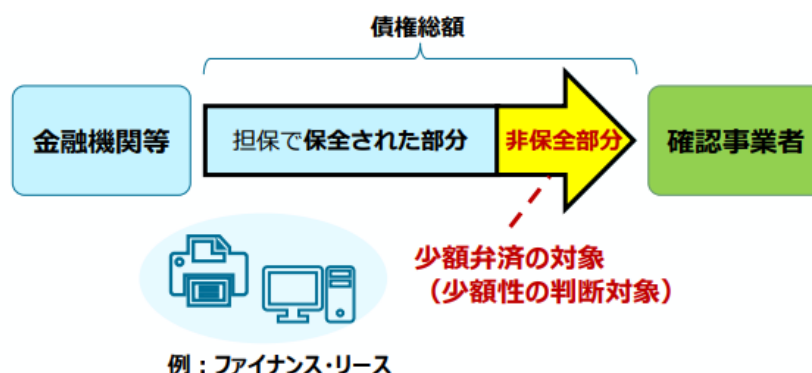 債権総額
金融機関等
担保で保全された部分
非保全部分
確認事業者
少額弁済の対象
（少額性の判断対象）
例：ファイナンス・リース